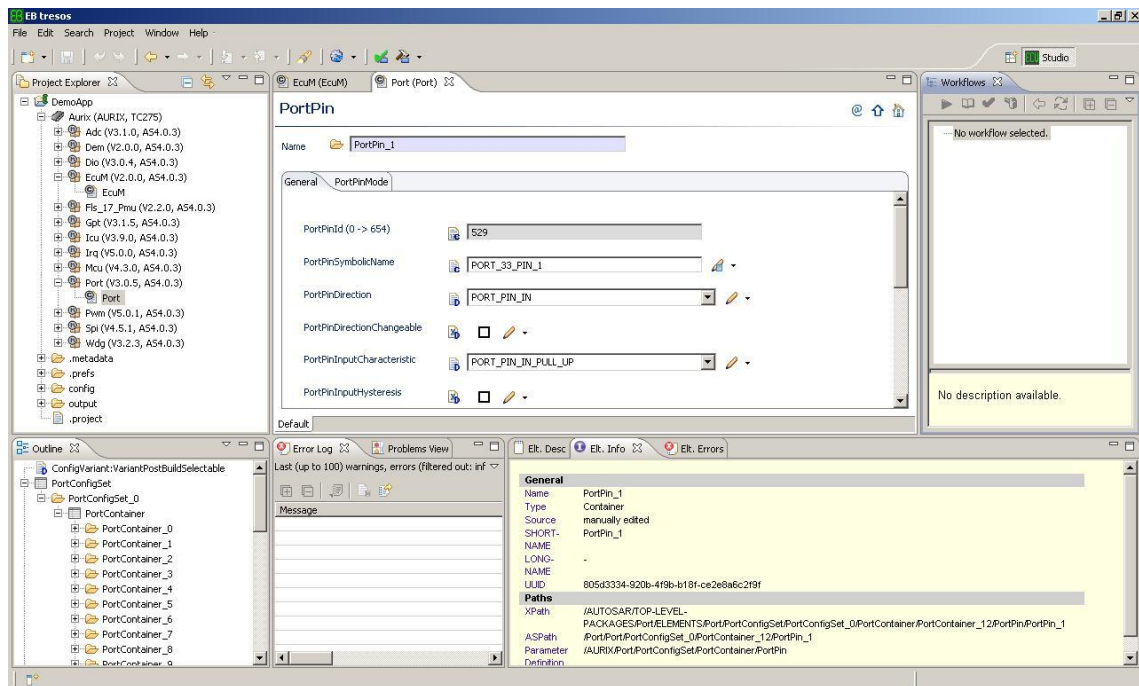 EB tresos
File Edit Search Project Window Help
Studio
Project Explorer
DemoApp
Aurix (AURIX, TC275)
Adc (V3.1.0, AS4.0.3)
Dem (V2.0.0, AS4.0.3)
Dio (V3.0.4, AS4.0.3)
EcuM (V2.0.0, AS4.0.3)
EcuM
Fls_17_Pmu (V2.2.0, AS4.0.3)
Gpt (V3.1.5, AS4.0.3)
Icu (V3.9.0, AS4.0.3)
Irq (V5.0.0, AS4.0.3)
Mcu (V4.3.0, AS4.0.3)
Port (V3.0.5, AS4.0.3)
Port
Pwm (V5.0.1, AS4.0.3)
Spi (V4.5.1, AS4.0.3)
Wdg (V3.2.3, AS4.0.3)
.metadata
.prefs
config
output
.project
EcuM (EcuM) Port (Port)
PortPin
Name PortPin_1
General PortPinMode
PortPinId (0 -> 654) 529
PortPinSymbolicName PORT_33_PIN_1
PortPinDirection PORT_PIN_IN
PortPinDirectionChangeable
PortPinInputCharacteristic PORT_PIN_IN_PULL_UP
PortPinInputHysteresis
Default
Workflows
No workflow selected.
No description available.
Outline
ConfigVariant:VariantPostBuildSelectable
PortConfigSet
PortConfigSet_0
PortContainer
PortContainer_0
PortContainer_1
PortContainer_2
PortContainer_3
PortContainer_4
PortContainer_5
PortContainer_6
PortContainer_7
PortContainer_8
PortContainer_9
Error Log Problems View
Last (up to 100) warnings, errors (filtered out: inf
Message
Elt. Desc Elt. Info Elt. Errors
General
Name PortPin_1
Type Container
Source manually edited
SHORT- PortPin_1
NAME
LONG- -
NAME
UUID 805d3334-920b-4f9b-b18f-ce2e8a6c2f9f
Paths
XPath /AUTOSAR/TOP-LEVEL-
PACKAGES/Port/ELEMENTS/Port/PortConfigSet/PortConfigSet_0/PortContainer/PortContainer_12/PortPin/PortPin_1
ASPath /Port/Port/PortConfigSet_0/PortContainer_12/PortPin_1
Parameter /AURIX/Port/PortConfigSet/PortContainer/PortPin
Definition